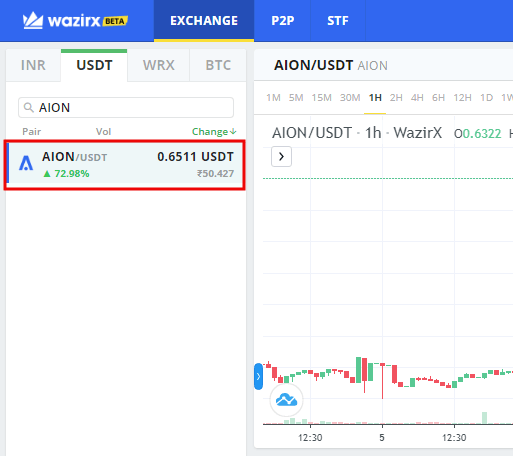 wazirx BETA EXCHANGE P2P STF
INR USDT WRX BTC
AION
Pair Vol Change↓
AION/USDT 0.6511 USDT
▲ 72.98% ₹50.427
AION/USDT AION
1M 5M 15M 30M 1H 2H 4H 6H 12H 1D 1W
AION/USDT · 1h · WazirX O0.6322
12:30 5 12:30